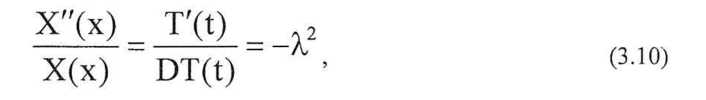 X″(x)/X(x) = T′(t)/DT(t) = −λ², (3.10)